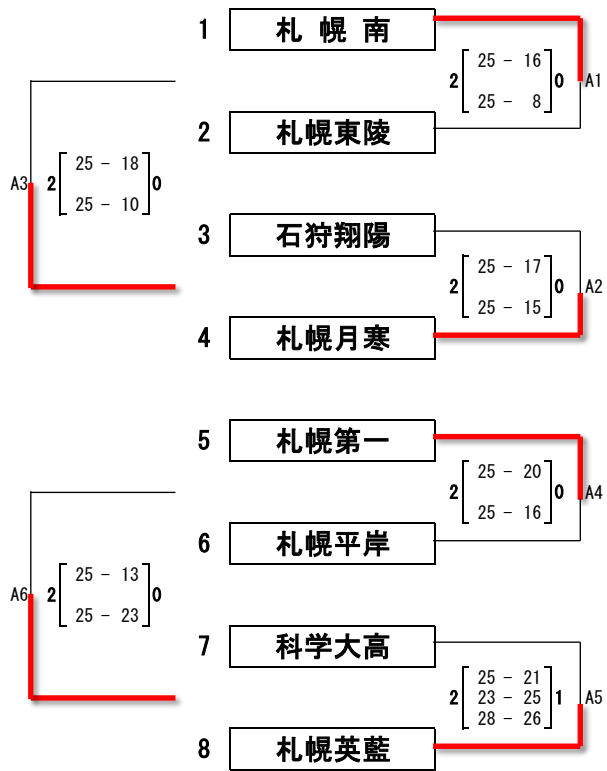 1 札 幌 南
25 - 16
2 0 A1
25 - 8
2 札幌東陵
25 - 18
A3 2 0
25 - 10
3 石狩翔陽
25 - 17
2 0 A2
25 - 15
4 札幌月寒
5 札幌第一
25 - 20
2 0 A4
25 - 16
6 札幌平岸
25 - 13
A6 2 0
25 - 23
7 科学大高
25 - 21
2 23 - 25 1 A5
28 - 26
8 札幌英藍